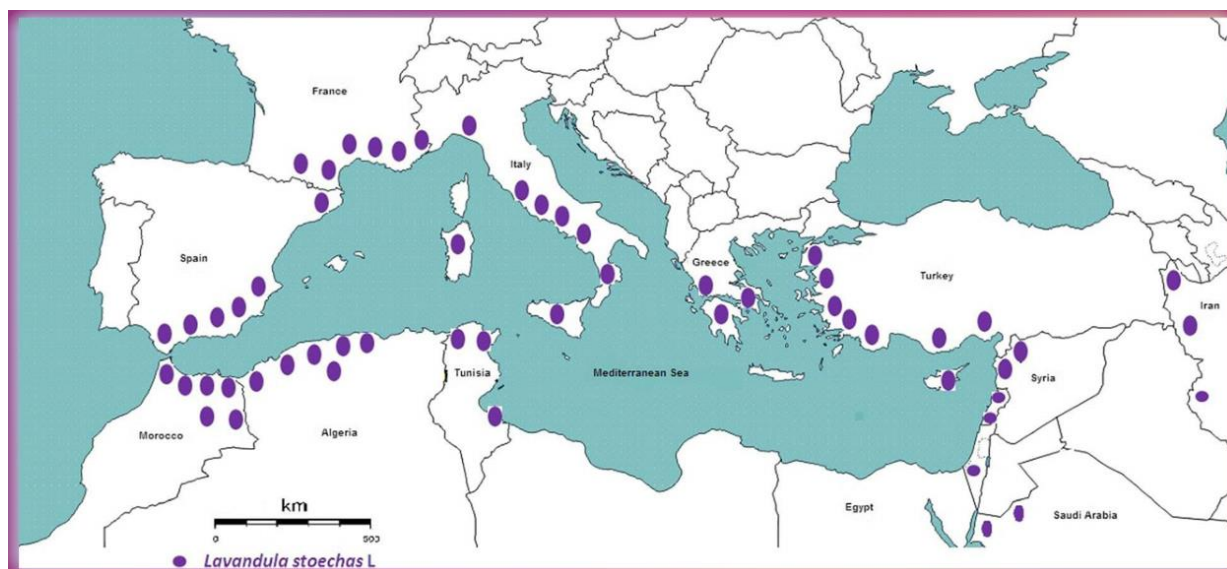 France
Italy
Spain
Greece
Turkey
Iran
Tunisia
Mediterranean Sea
Syria
Morocco
Algeria
Egypt
Saudi Arabia
km
0 503
Lavandula stoechas L